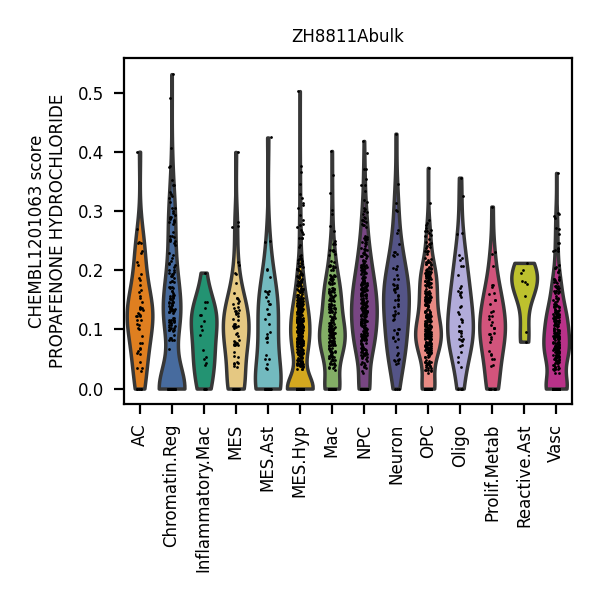 ZH8811Abulk
CHEMBL1201063 score
PROPAFENONE HYDROCHLORIDE
0.5
0.4
0.3
0.2
0.1
0.0
AC
Chromatin.Reg
Inflammatory.Mac
MES
MES.Ast
MES.Hyp
Mac
NPC
Neuron
OPC
Oligo
Prolif.Metab
Reactive.Ast
Vasc